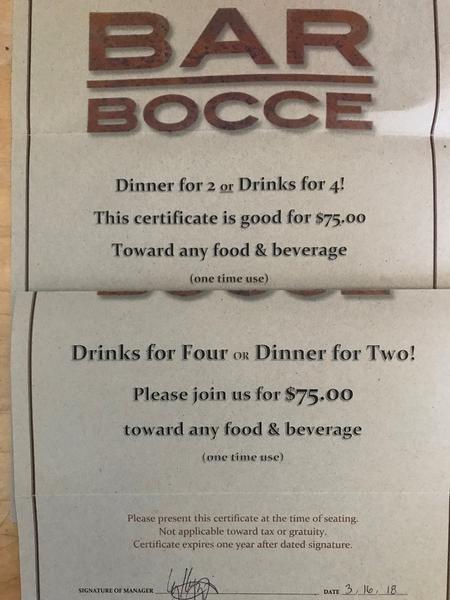 BAR
BOCCE
Dinner for 2 or Drinks for 4!
This certificate is good for $75.00
Toward any food & beverage
(one time use)
Drinks for Four OR Dinner for Two!
Please join us for $75.00
toward any food & beverage
(one time use)
Please present this certificate at the time of seating.
Not applicable toward tax or gratuity.
Certificate expires one year after dated signature.
SIGNATURE OF MANAGER DATE 3, 16, 18